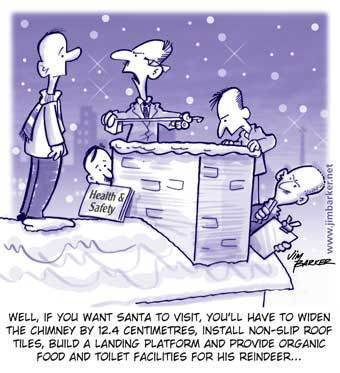 Health &
Safety
JIM
BARKER
www.jimbarker.net
WELL, IF YOU WANT SANTA TO VISIT, YOU'LL HAVE TO WIDEN
THE CHIMNEY BY 12.4 CENTIMETRES, INSTALL NON-SLIP ROOF
TILES, BUILD A LANDING PLATFORM AND PROVIDE ORGANIC
FOOD AND TOILET FACILITIES FOR HIS REINDEER...